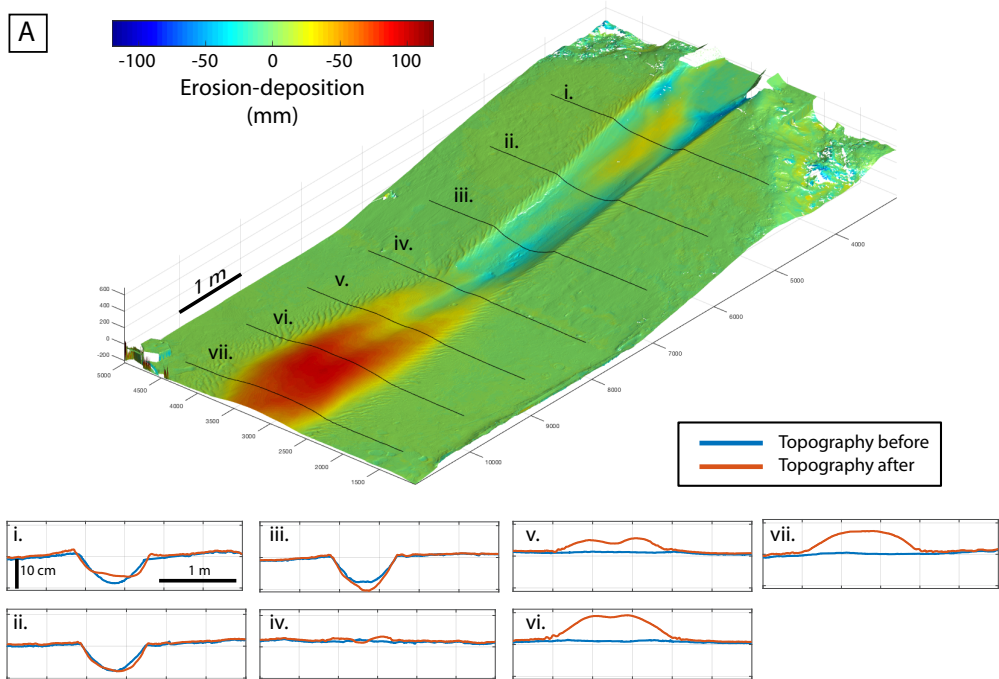 A
-100 -50 0 -50 100
Erosion-deposition
(mm)
i.
ii.
iii.
iv.
v.
vi.
vii.
1 m
600
400
200
0
-200
5000
4500
4000
3500
3000
2500
2000
1500
10000
9000
8000
7000
6000
5000
4000
Topography before
Topography after
i.
10 cm
1 m
iii.
v.
vii.
ii.
iv.
vi.